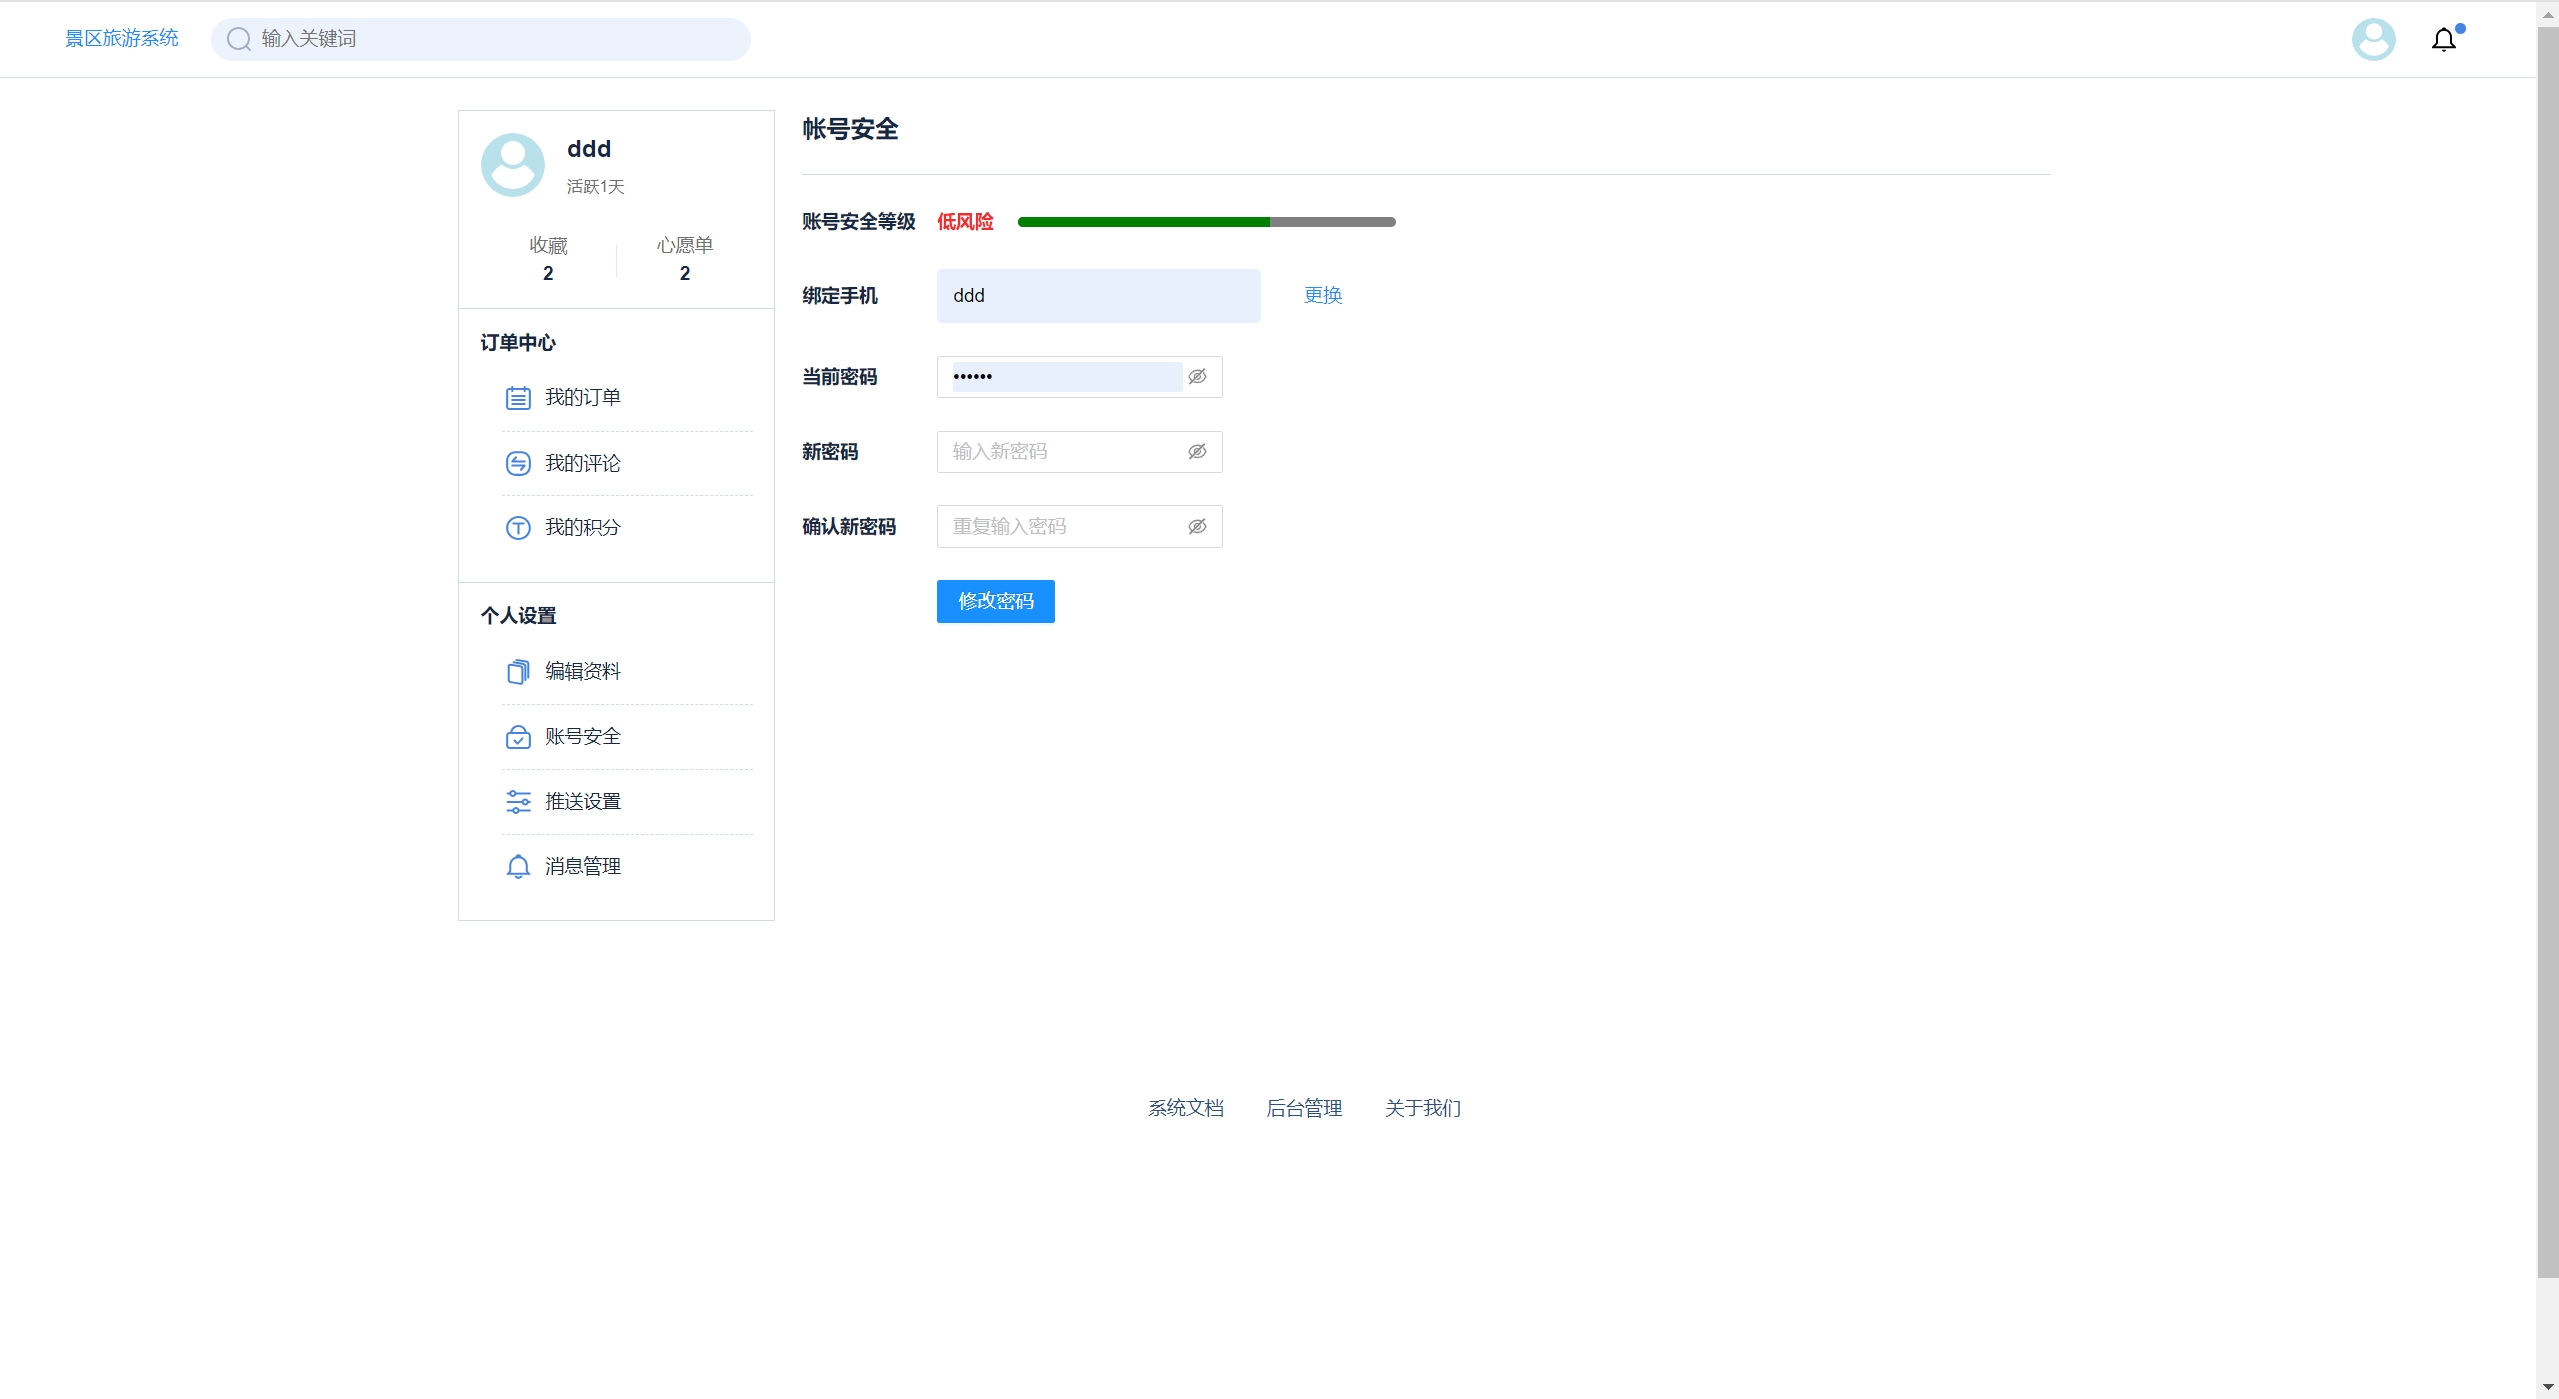 景区旅游系统
输入关键词
ddd
活跃1天
收藏 心愿单
2 2
订单中心
我的订单
我的评论
我的积分
个人设置
编辑资料
账号安全
推送设置
消息管理
帐号安全
账号安全等级 低风险
绑定手机 ddd 更换
当前密码 ••••••
新密码 输入新密码
确认新密码 重复输入密码
修改密码
系统文档 后台管理 关于我们